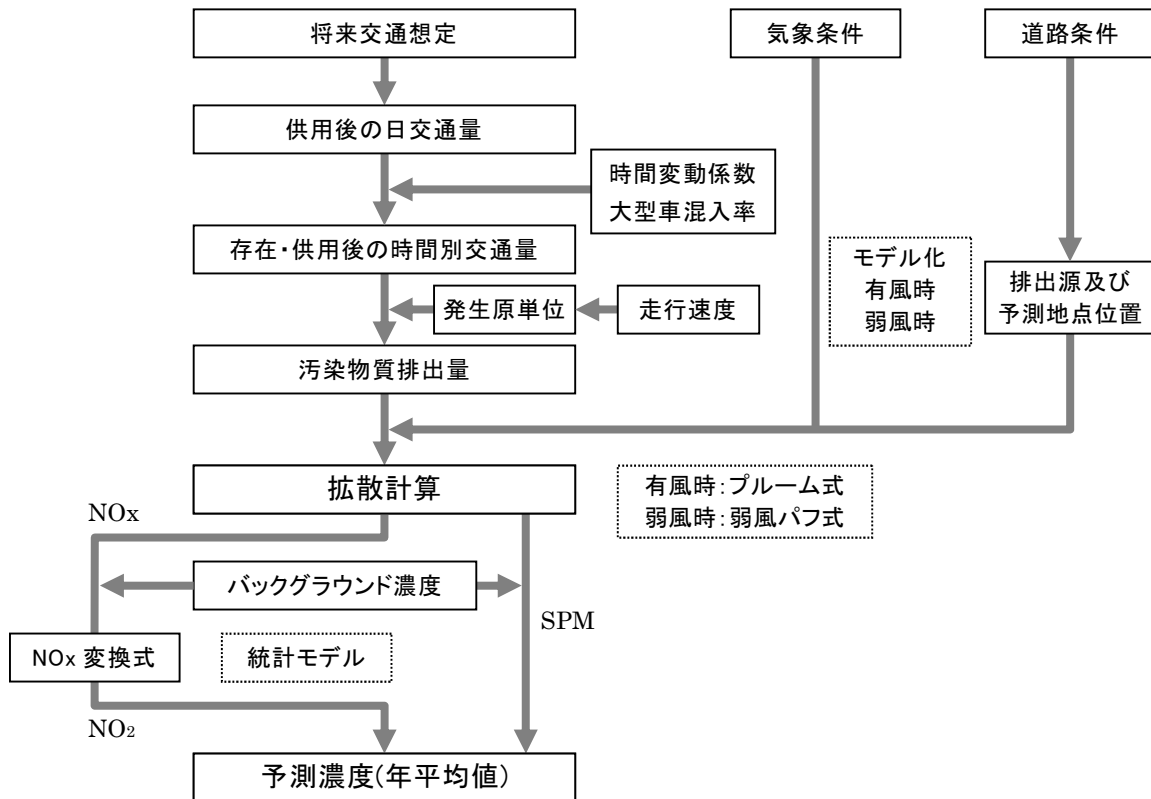 将来交通想定
気象条件
道路条件
供用後の日交通量
時間変動係数
大型車混入率
存在・供用後の時間別交通量
モデル化
有風時
弱風時
排出源及び
予測地点位置
発生原単位
走行速度
汚染物質排出量
拡散計算
有風時：プルーム式
弱風時：弱風パフ式
NOx
バックグラウンド濃度
SPM
NOx 変換式
統計モデル
NO₂
予測濃度(年平均値)